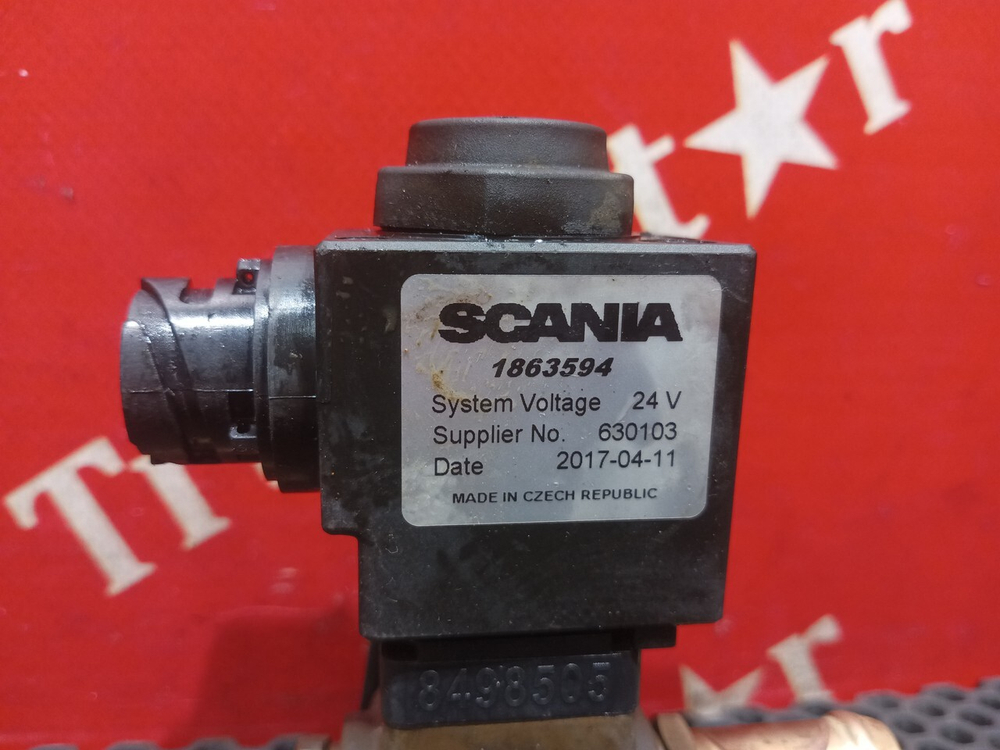 SCANIA
1863594
System Voltage 24 V
Supplier No. 630103
Date 2017-04-11
MADE IN CZECH REPUBLIC
8498505